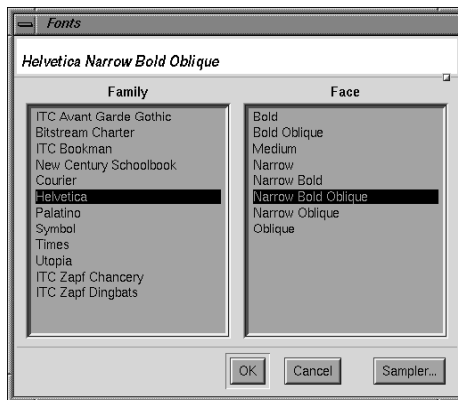 Fonts
Helvetica Narrow Bold Oblique
Family
ITC Avant Garde Gothic
Bitstream Charter
ITC Bookman
New Century Schoolbook
Courier
Helvetica
Palatino
Symbol
Times
Utopia
ITC Zapf Chancery
ITC Zapf Dingbats
Face
Bold
Bold Oblique
Medium
Narrow
Narrow Bold
Narrow Bold Oblique
Narrow Oblique
Oblique
OK Cancel Sampler...